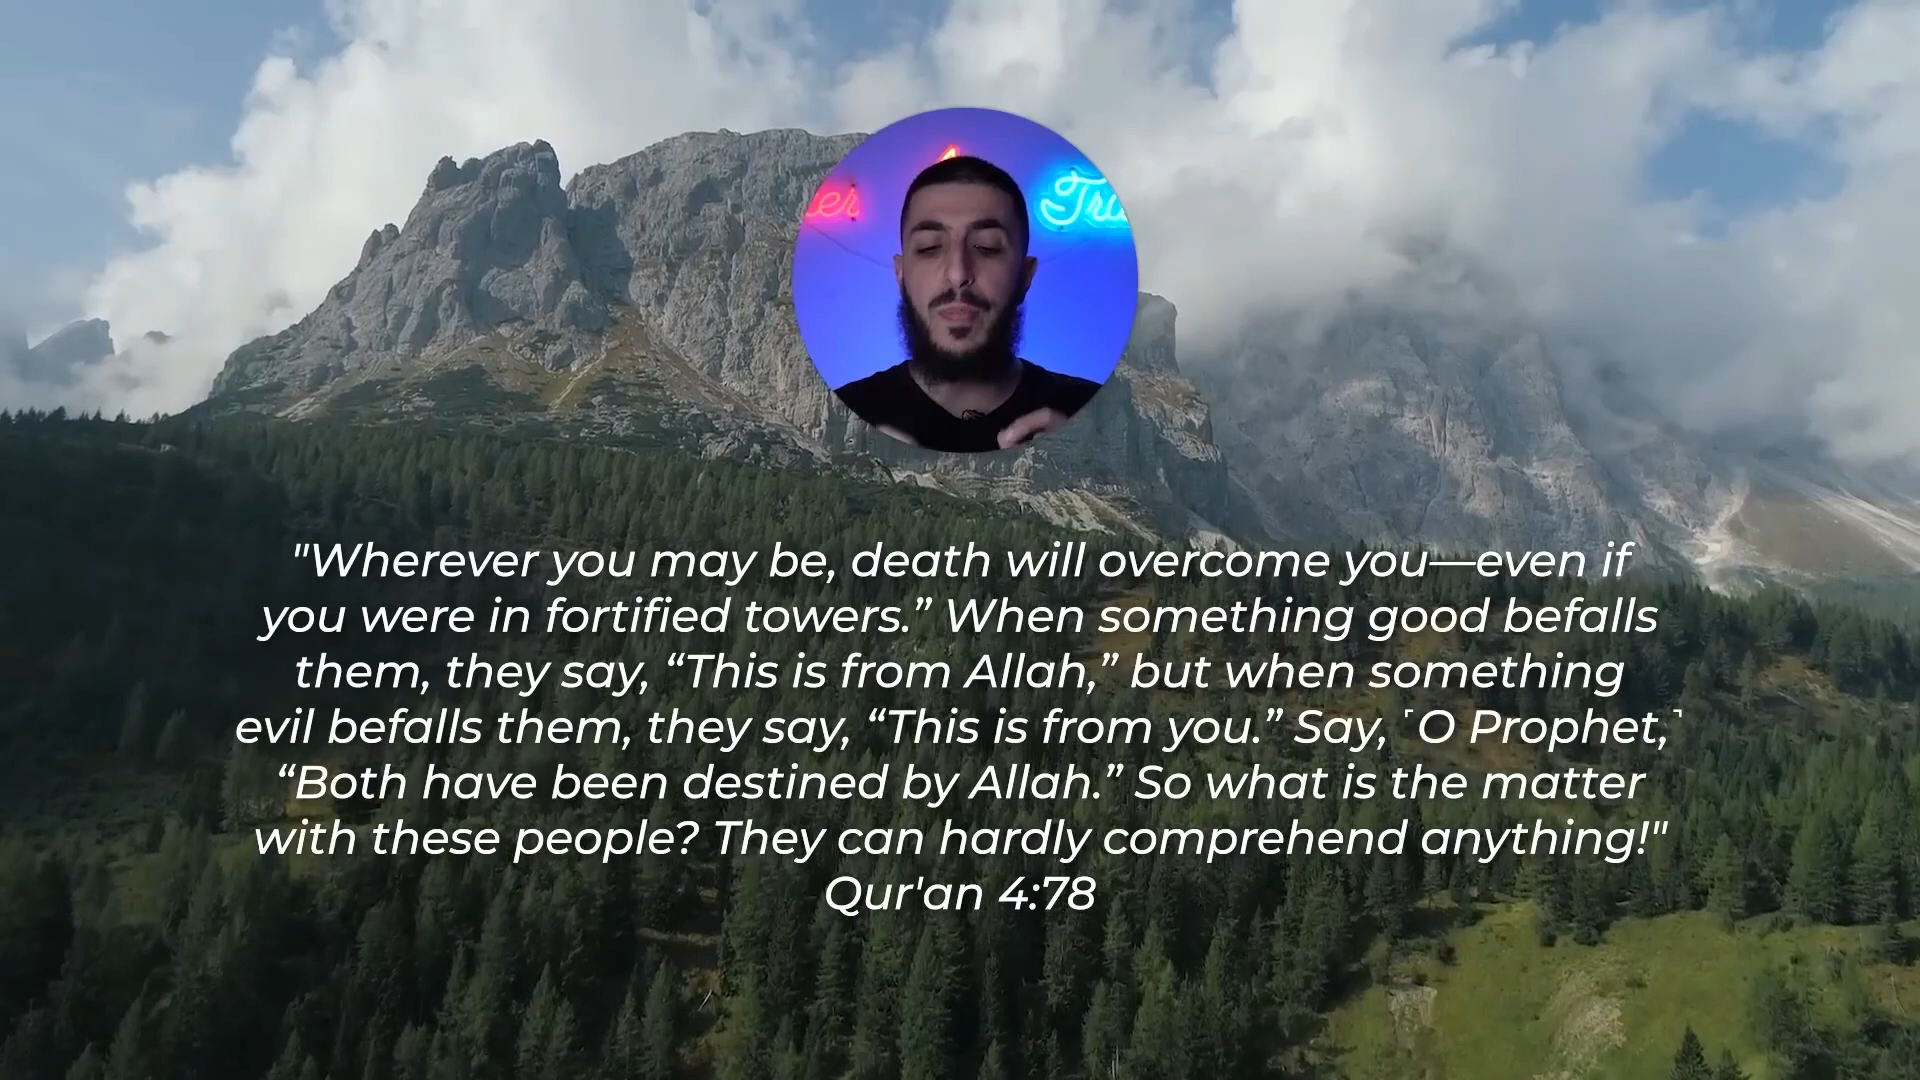 "Wherever you may be, death will overcome you—even if
you were in fortified towers.” When something good befalls
them, they say, “This is from Allah,” but when something
evil befalls them, they say, “This is from you.” Say, ˹O Prophet,˺
“Both have been destined by Allah.” So what is the matter
with these people? They can hardly comprehend anything!"
Qur'an 4:78